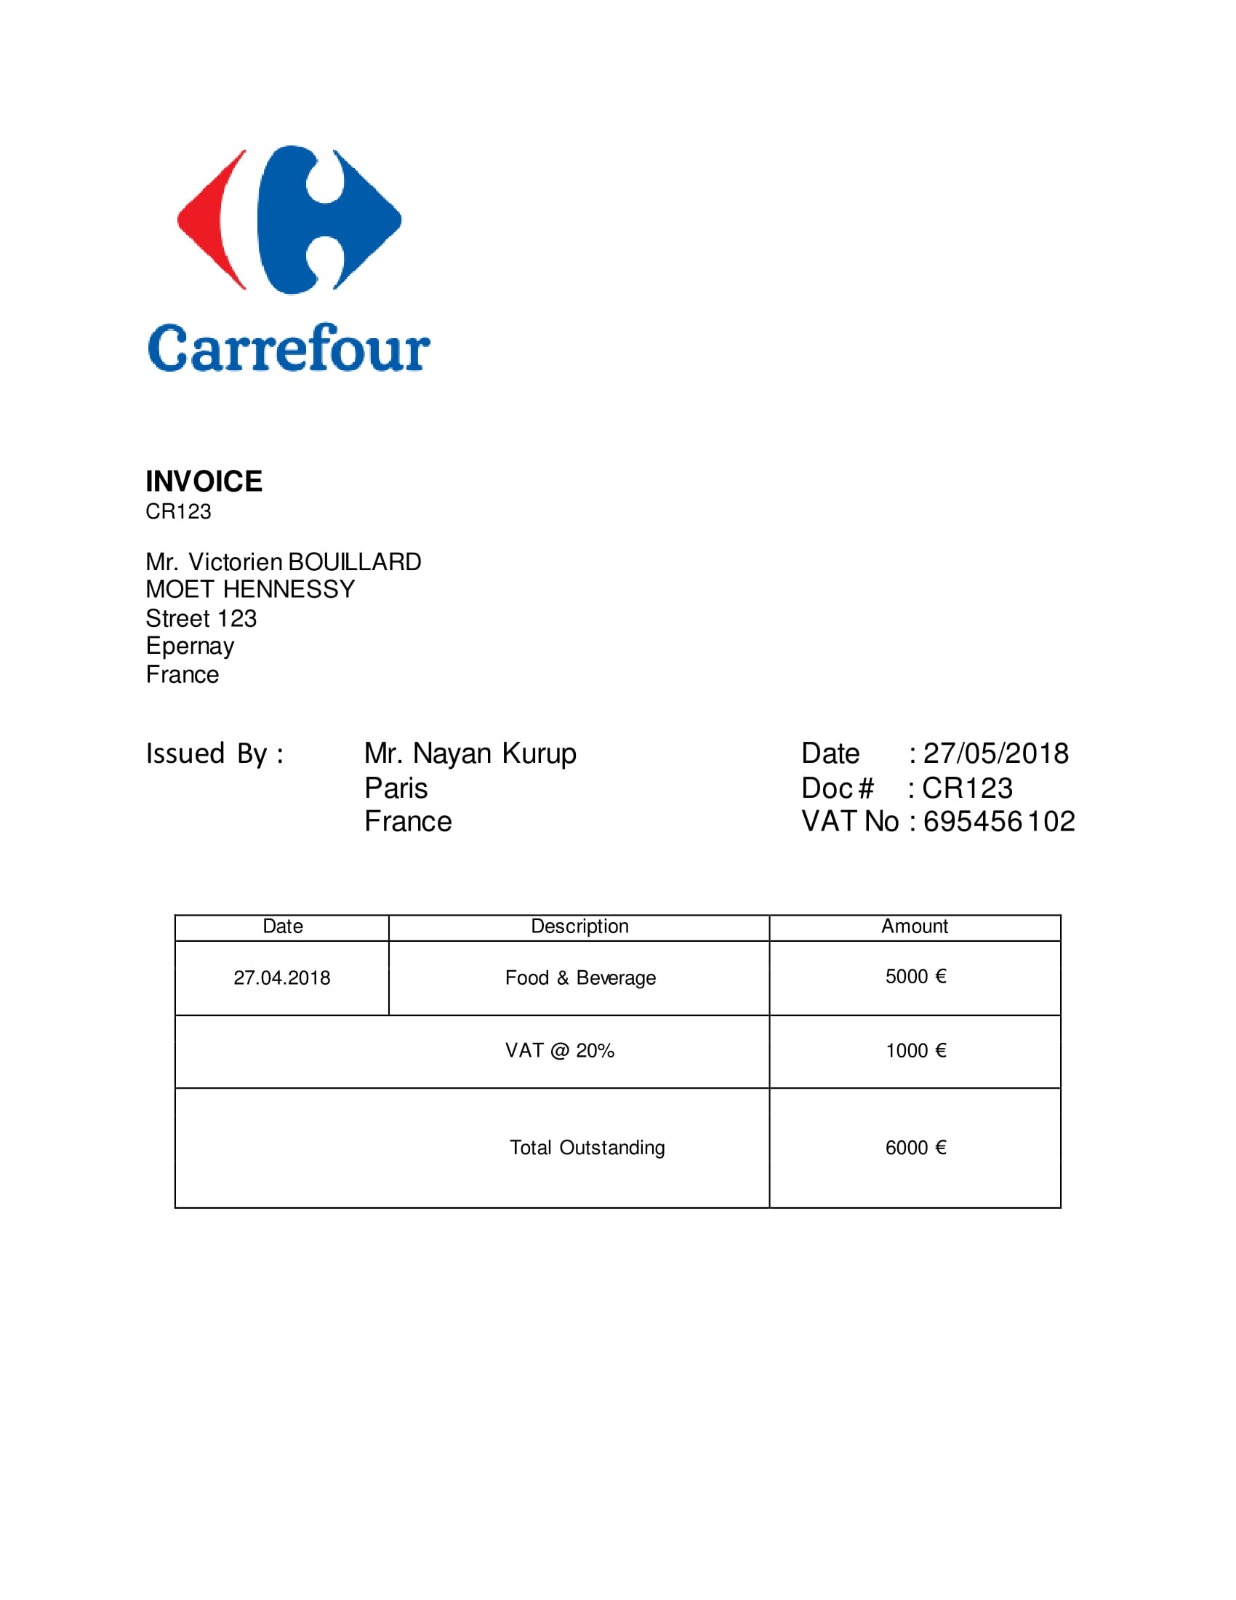 Carrefour
INVOICE
CR123
Mr. Victorien BOUILLARD
MOET HENNESSY
Street 123
Epernay
France
Issued By : Mr. Nayan Kurup Date : 27/05/2018
Paris Doc # : CR123
France VAT No : 695456102
Date Description Amount
27.04.2018 Food & Beverage 5000 €
VAT @ 20% 1000 €
Total Outstanding 6000 €